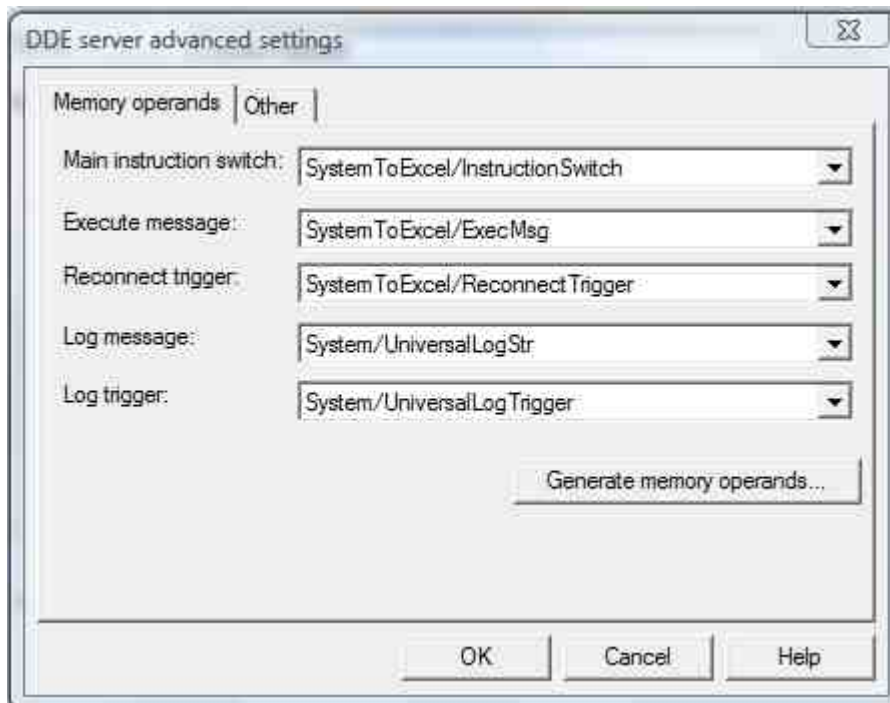 DDE server advanced settings
Memory operands Other
Main instruction switch: SystemToExcel/InstructionSwitch
Execute message: SystemToExcel/ExecMsg
Reconnect trigger: SystemToExcel/ReconnectTrigger
Log message: System/UniversalLogStr
Log trigger: System/UniversalLogTrigger
Generate memory operands...
OK Cancel Help